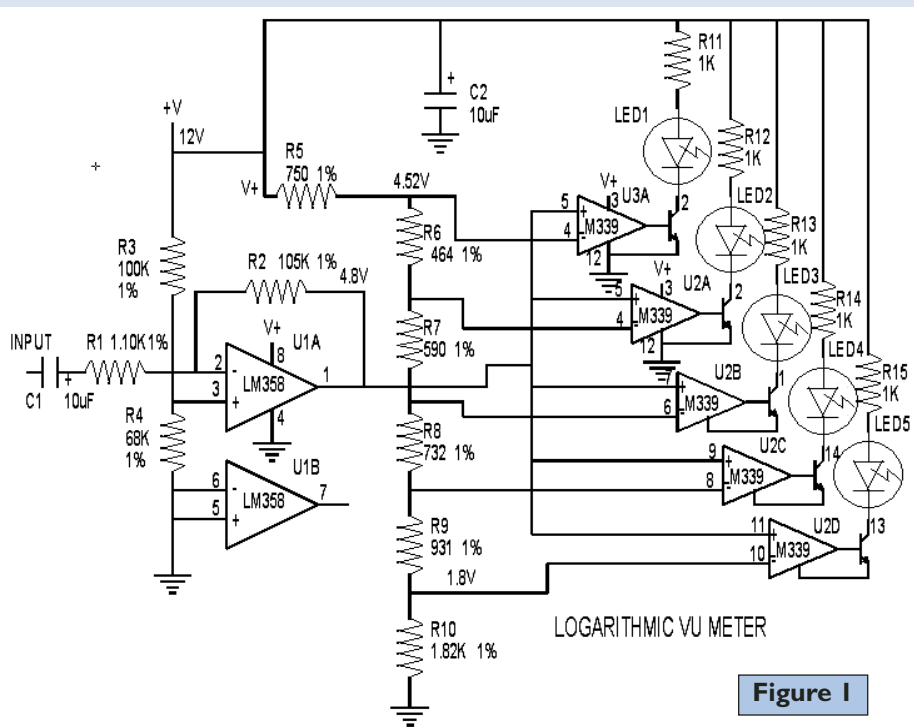 +V
12V
R3
100K
1%
INPUT
C1
10uF
+
R1 1.10K1%
R4
68K
1%
R2 105K 1%
4.8V
V+
8
U1A
2
-
3
+
LM358
1
4
U1B
6
-
5
+
LM358
7
V+
R5
750 1%
4.52V
+
C2
10uF
R6
464 1%
R7
590 1%
R8
732 1%
R9
931 1%
1.8V
R10
1.82K 1%
R11
1K
LED1
V+
U3A
3
5
+
4
-
M339
2
12
R12
1K
LED2
V+
U2A
3
5
+
4
-
M339
2
12
R13
1K
LED3
U2B
7
+
6
-
M339
1
R14
1K
LED4
U2C
9
+
8
-
M339
14
R15
1K
LED5
U2D
11
+
10
-
M339
13
LOGARITHMIC VU METER
Figure 1